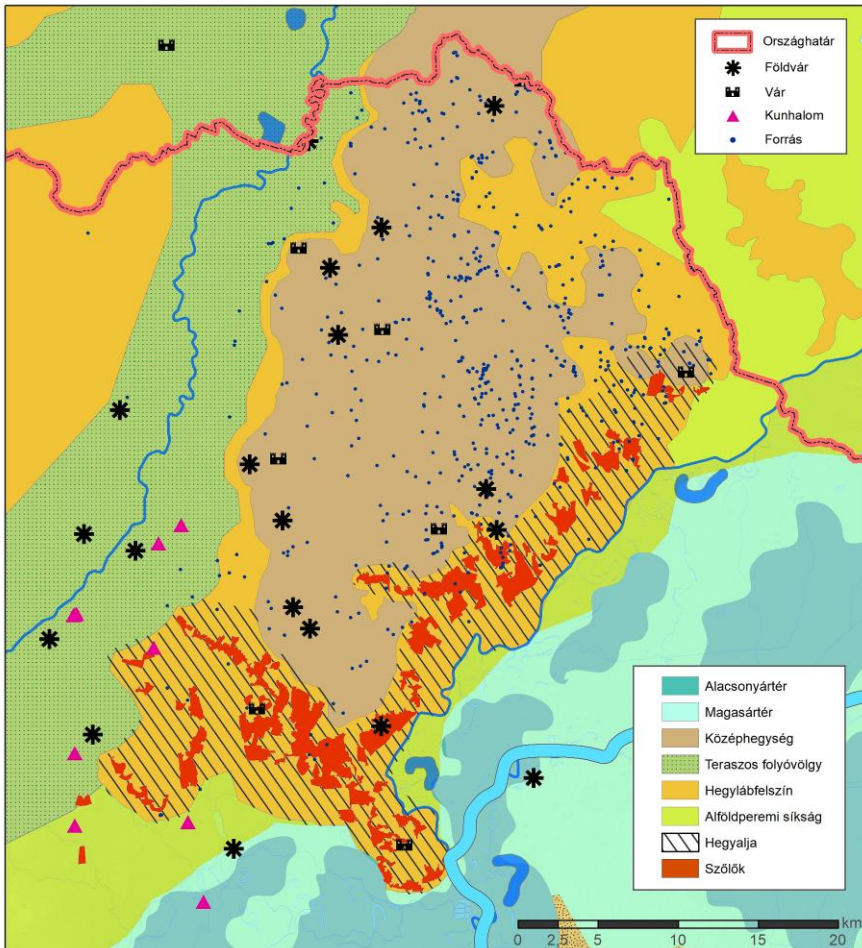 Országhatár
Földvár
Vár
Kunhalom
Forrás
Alacsonyártér
Magasártér
Középhegység
Teraszos folyóvölgy
Hegylábfelszín
Alföldperemi síkság
Hegyalja
Szőlők
km
0 2,5 5 10 15 20